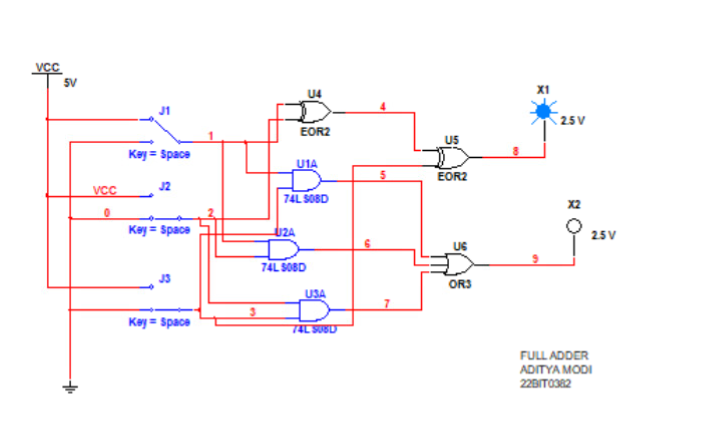 VCC
5V
J1
Key = Space
1
VCC
J2
0
Key = Space
2
J3
Key = Space
3
U4
EOR2
4
U1A
74LS08D
5
U2A
74LS08D
6
U3A
74LS08D
7
U5
EOR2
8
U6
OR3
9
X1
2.5 V
X2
2.5 V
FULL ADDER
ADITYA MODI
22BIT0382